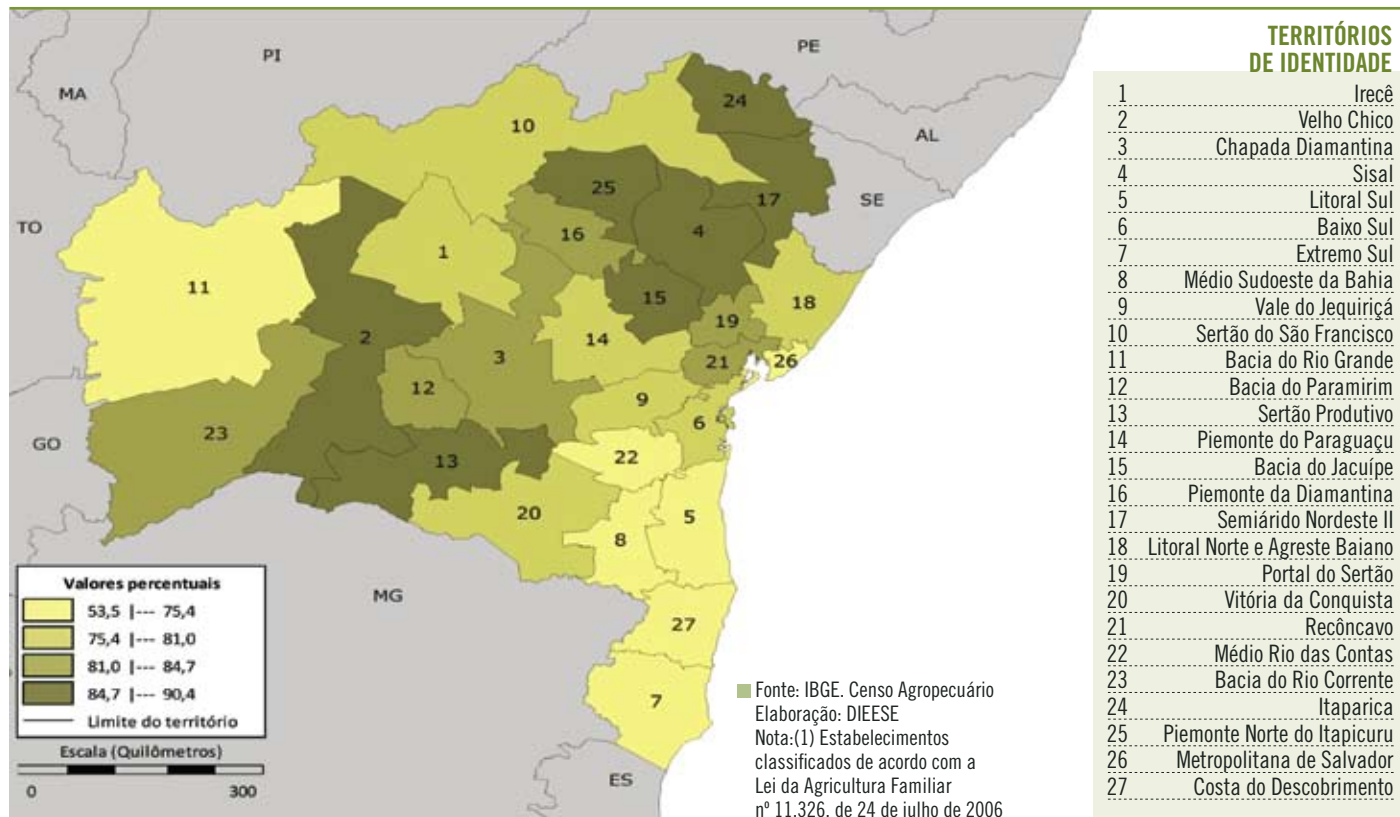 PI
PE
MA
AL
TO
SE
GO
MG
ES
24
10
25
17
16
4
1
11
15
18
19
2
14
3
26
21
12
9
6
23
22
13
20
5
8
27
7
Valores percentuais
53,5 |--- 75,4
75,4 |--- 81,0
81,0 |--- 84,7
84,7 |--- 90,4
Limite do território
Escala (Quilômetros)
0 300
Fonte: IBGE. Censo Agropecuário
Elaboração: DIEESE
Nota:(1) Estabelecimentos
classificados de acordo com a
Lei da Agricultura Familiar
nº 11.326, de 24 de julho de 2006
TERRITÓRIOS
DE IDENTIDADE
1 Irecê
2 Velho Chico
3 Chapada Diamantina
4 Sisal
5 Litoral Sul
6 Baixo Sul
7 Extremo Sul
8 Médio Sudoeste da Bahia
9 Vale do Jequiriçá
10 Sertão do São Francisco
11 Bacia do Rio Grande
12 Bacia do Paramirim
13 Sertão Produtivo
14 Piemonte do Paraguaçu
15 Bacia do Jacuípe
16 Piemonte da Diamantina
17 Semiárido Nordeste II
18 Litoral Norte e Agreste Baiano
19 Portal do Sertão
20 Vitória da Conquista
21 Recôncavo
22 Médio Rio das Contas
23 Bacia do Rio Corrente
24 Itaparica
25 Piemonte Norte do Itapicuru
26 Metropolitana de Salvador
27 Costa do Descobrimento